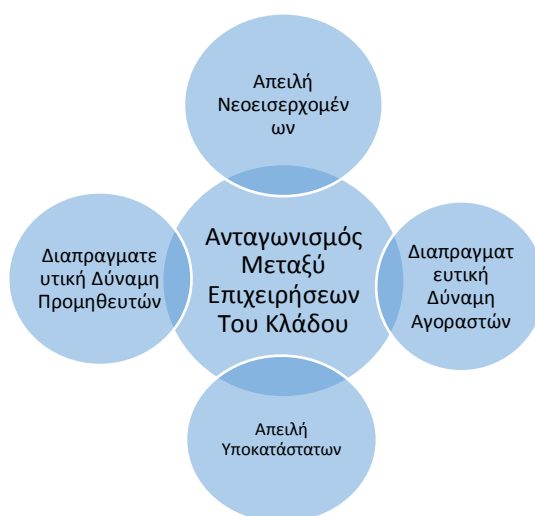 Απειλή
Νεοεισερχομέν
ων
Διαπραγματε
υτική Δύναμη
Προμηθευτών
Ανταγωνισμός
Μεταξύ
Επιχειρήσεων
Του Κλάδου
Διαπραγματ
ευτική
Δύναμη
Αγοραστών
Απειλή
Υποκατάστατων